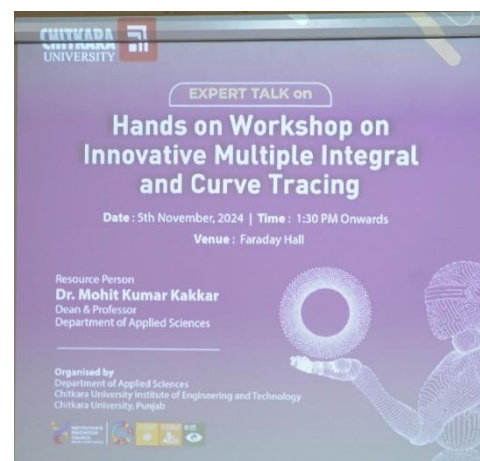 CHITKARA
UNIVERSITY
EXPERT TALK on
Hands on Workshop on
Innovative Multiple Integral
and Curve Tracing
Date : 5th November, 2024 | Time : 1:30 PM Onwards
Venue : Faraday Hall
Resource Person
Dr. Mohit Kumar Kakkar
Dean & Professor
Department of Applied Sciences
Organised by
Department of Applied Sciences
Chitkara University Institute of Engineering and Technology
Chitkara University, Punjab